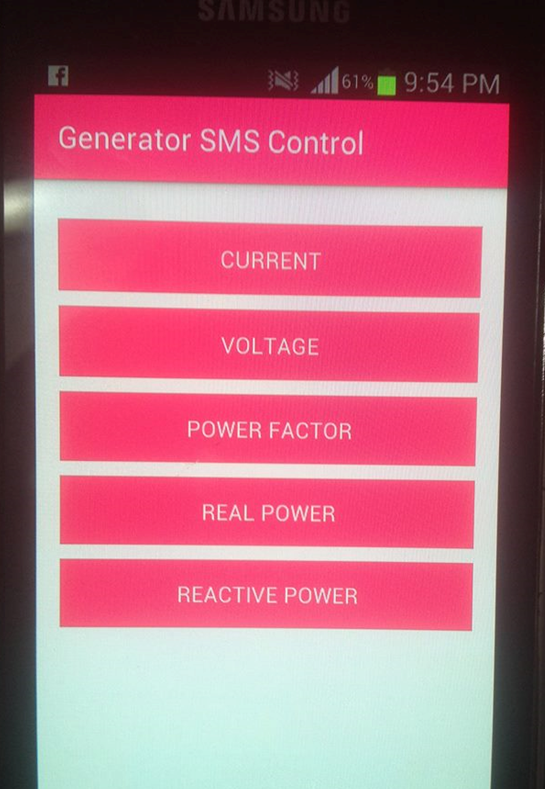 SAMSUNG
61% 9:54 PM
Generator SMS Control
CURRENT
VOLTAGE
POWER FACTOR
REAL POWER
REACTIVE POWER